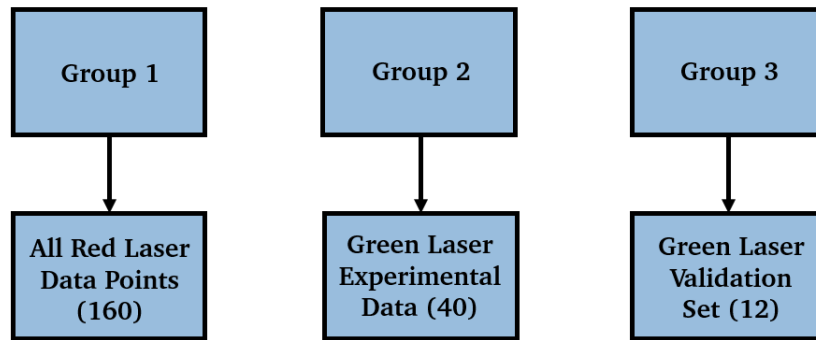 Group 1
Group 2
Group 3
All Red Laser
Data Points
(160)
Green Laser
Experimental
Data (40)
Green Laser
Validation
Set (12)